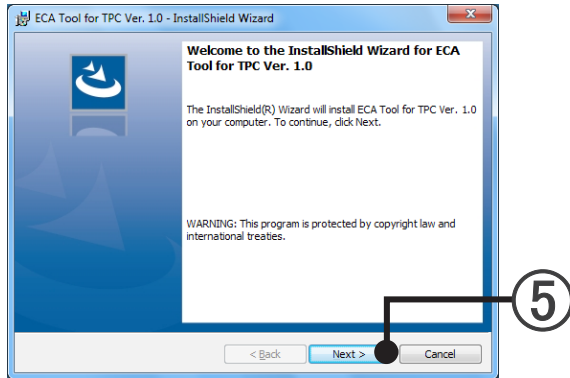 ECA Tool for TPC Ver. 1.0 - InstallShield Wizard
Welcome to the InstallShield Wizard for ECA
Tool for TPC Ver. 1.0
The InstallShield(R) Wizard will install ECA Tool for TPC Ver. 1.0
on your computer. To continue, click Next.
WARNING: This program is protected by copyright law and
international treaties.
⑤
< Back Next > Cancel